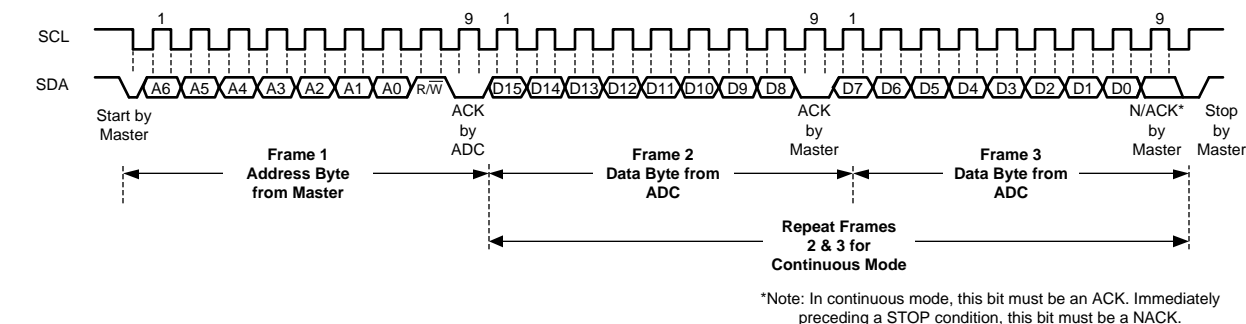 1 9 1 9 1 9
SCL
SDA
A6 A5 A4 A3 A2 A1 A0 R/W D15 D14 D13 D12 D11 D10 D9 D8 D7 D6 D5 D4 D3 D2 D1 D0
Start by
Master
ACK
by
ADC
ACK
by
Master
N/ACK*
by
Master
Stop
by
Master
Frame 1
Address Byte
from Master
Frame 2
Data Byte from
ADC
Frame 3
Data Byte from
ADC
Repeat Frames
2 & 3 for
Continuous Mode
*Note: In continuous mode, this bit must be an ACK. Immediately
preceding a STOP condition, this bit must be a NACK.